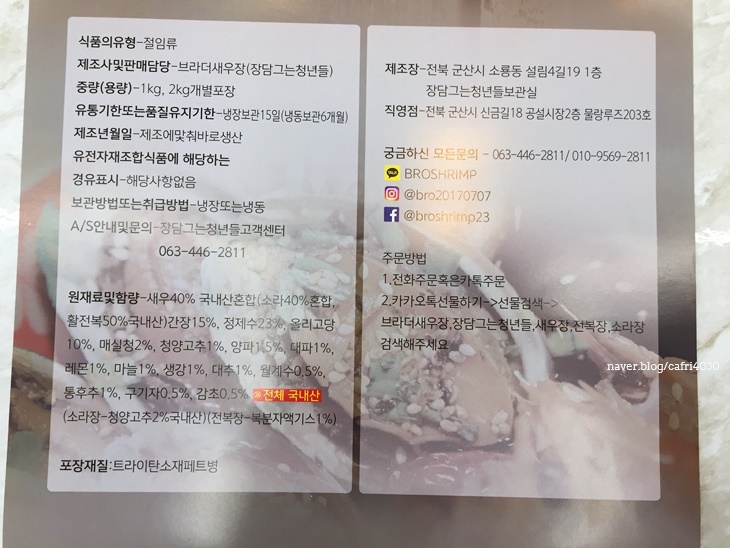 식품의유형-절임류
제조사및판매담당-브라더새우장(장담그는청년들)
중량(용량)-1kg, 2kg개별포장
유통기한또는품질유지기한-냉장보관15일(냉동보관6개월)
제조년월일-제조에맞춰바로생산
유전자재조합식품에 해당하는
경유표시-해당사항없음
보관방법또는취급방법-냉장또는냉동
A/S안내및문의-장담그는청년들고객센터
063-446-2811
원재료및함량-새우40% 국내산혼합(소라40%혼합,
활전복50%국내산)간장15%, 정제수23%, 올리고당
10%, 매실청2%, 청양고추1%, 양파1.5%, 대파1%,
레몬1%, 마늘1%, 생강1%, 대추1%, 월계수0.5%,
통후추1%, 구기자0.5%, 감초0.5% »전체 국내산
(소라장-청양고추2%국내산)(전복장-복분자액기스1%)
포장재질:트라이탄소재페트병
제조장-전북 군산시 소룡동 설림4길19 1층
장담그는청년들보관실
직영점-전북 군산시 신금길18 공설시장2층 물랑루즈203호
궁금하신 모든문의 - 063-446-2811/ 010-9569-2811
TALK BROSHRIMP
@bro20170707
@broshrimp23
주문방법
1.전화주문혹은카톡주문
2.카카오톡선물하기->선물검색->
브라더새우장,장담그는청년들,새우장,전복장,소라장
검색해주세요
naver.blog/cafri4030